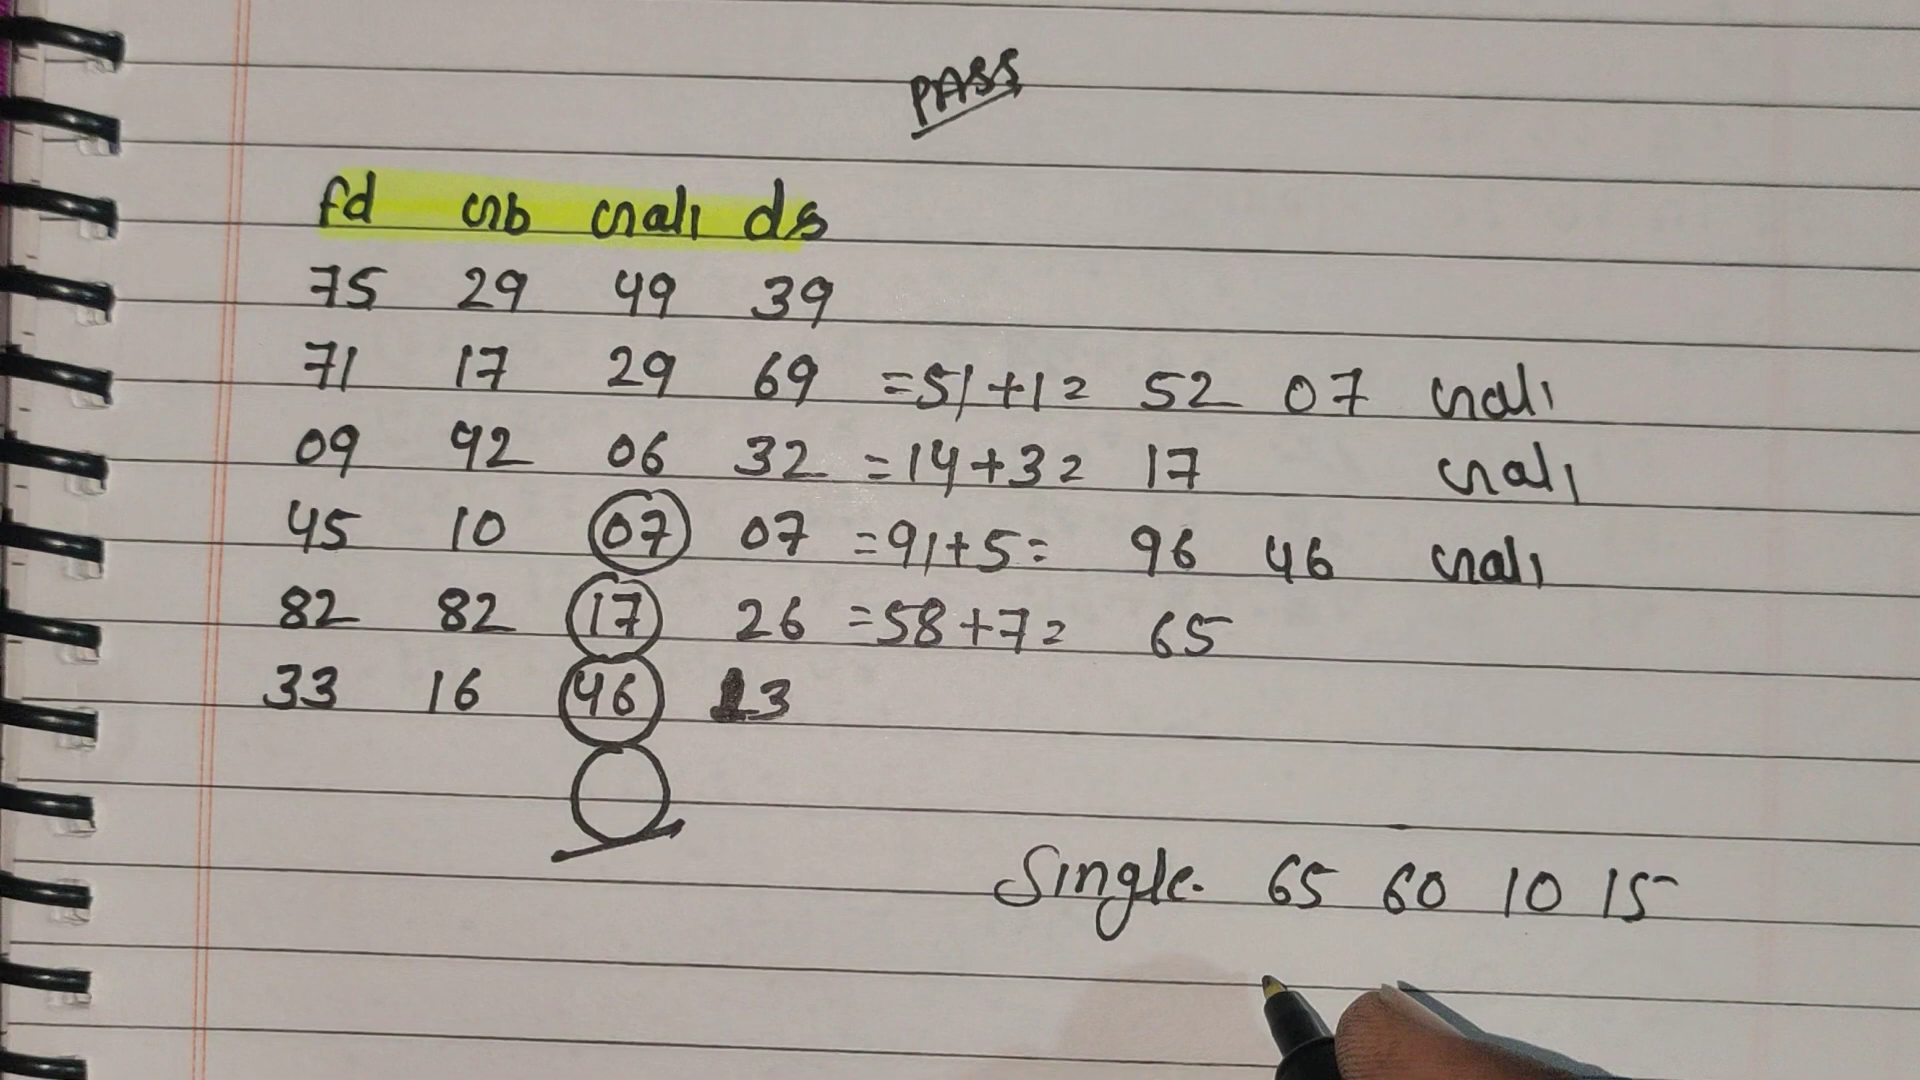 PASS
fd gzb gali ds
75 29 49 39
71 17 29 69 =51+1= 52 07 gali
09 92 06 32 =14+3= 17 gali
45 10 07 07 =91+5= 96 46 gali
82 82 17 26 =58+7= 65
33 16 46 23
Single. 65 60 10 15